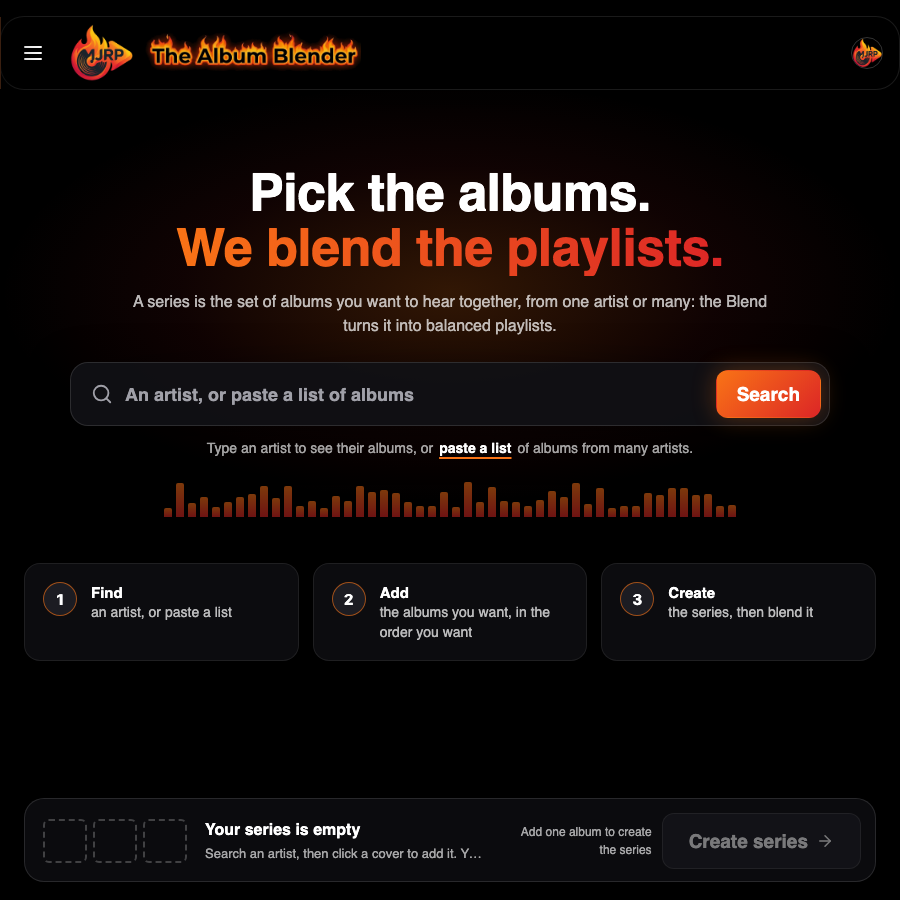 JRP
The Album Blender
JRP
Pick the albums.
We blend the playlists.
A series is the set of albums you want to hear together, from one artist or many: the Blend
turns it into balanced playlists.
An artist, or paste a list of albums
Search
Type an artist to see their albums, or paste a list of albums from many artists.
1
Find
an artist, or paste a list
2
Add
the albums you want, in the
order you want
3
Create
the series, then blend it
Your series is empty
Search an artist, then click a cover to add it. Y…
Add one album to create
the series
Create series →